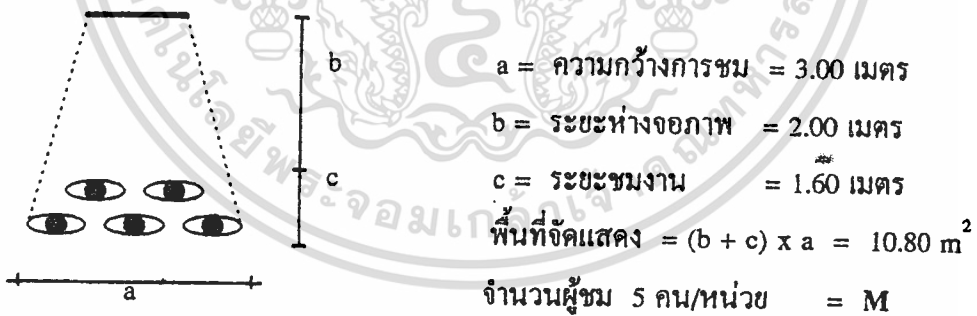 b
a = ความกว้างการชม = 3.00 เมตร
b = ระยะห่างจอภาพ = 2.00 เมตร
c
c = ระยะชมงาน = 1.60 เมตร
พื้นที่จัดแสดง = (b + c) x a = 10.80 m²
a
จำนวนผู้ชม 5 คน/หน่วย = M